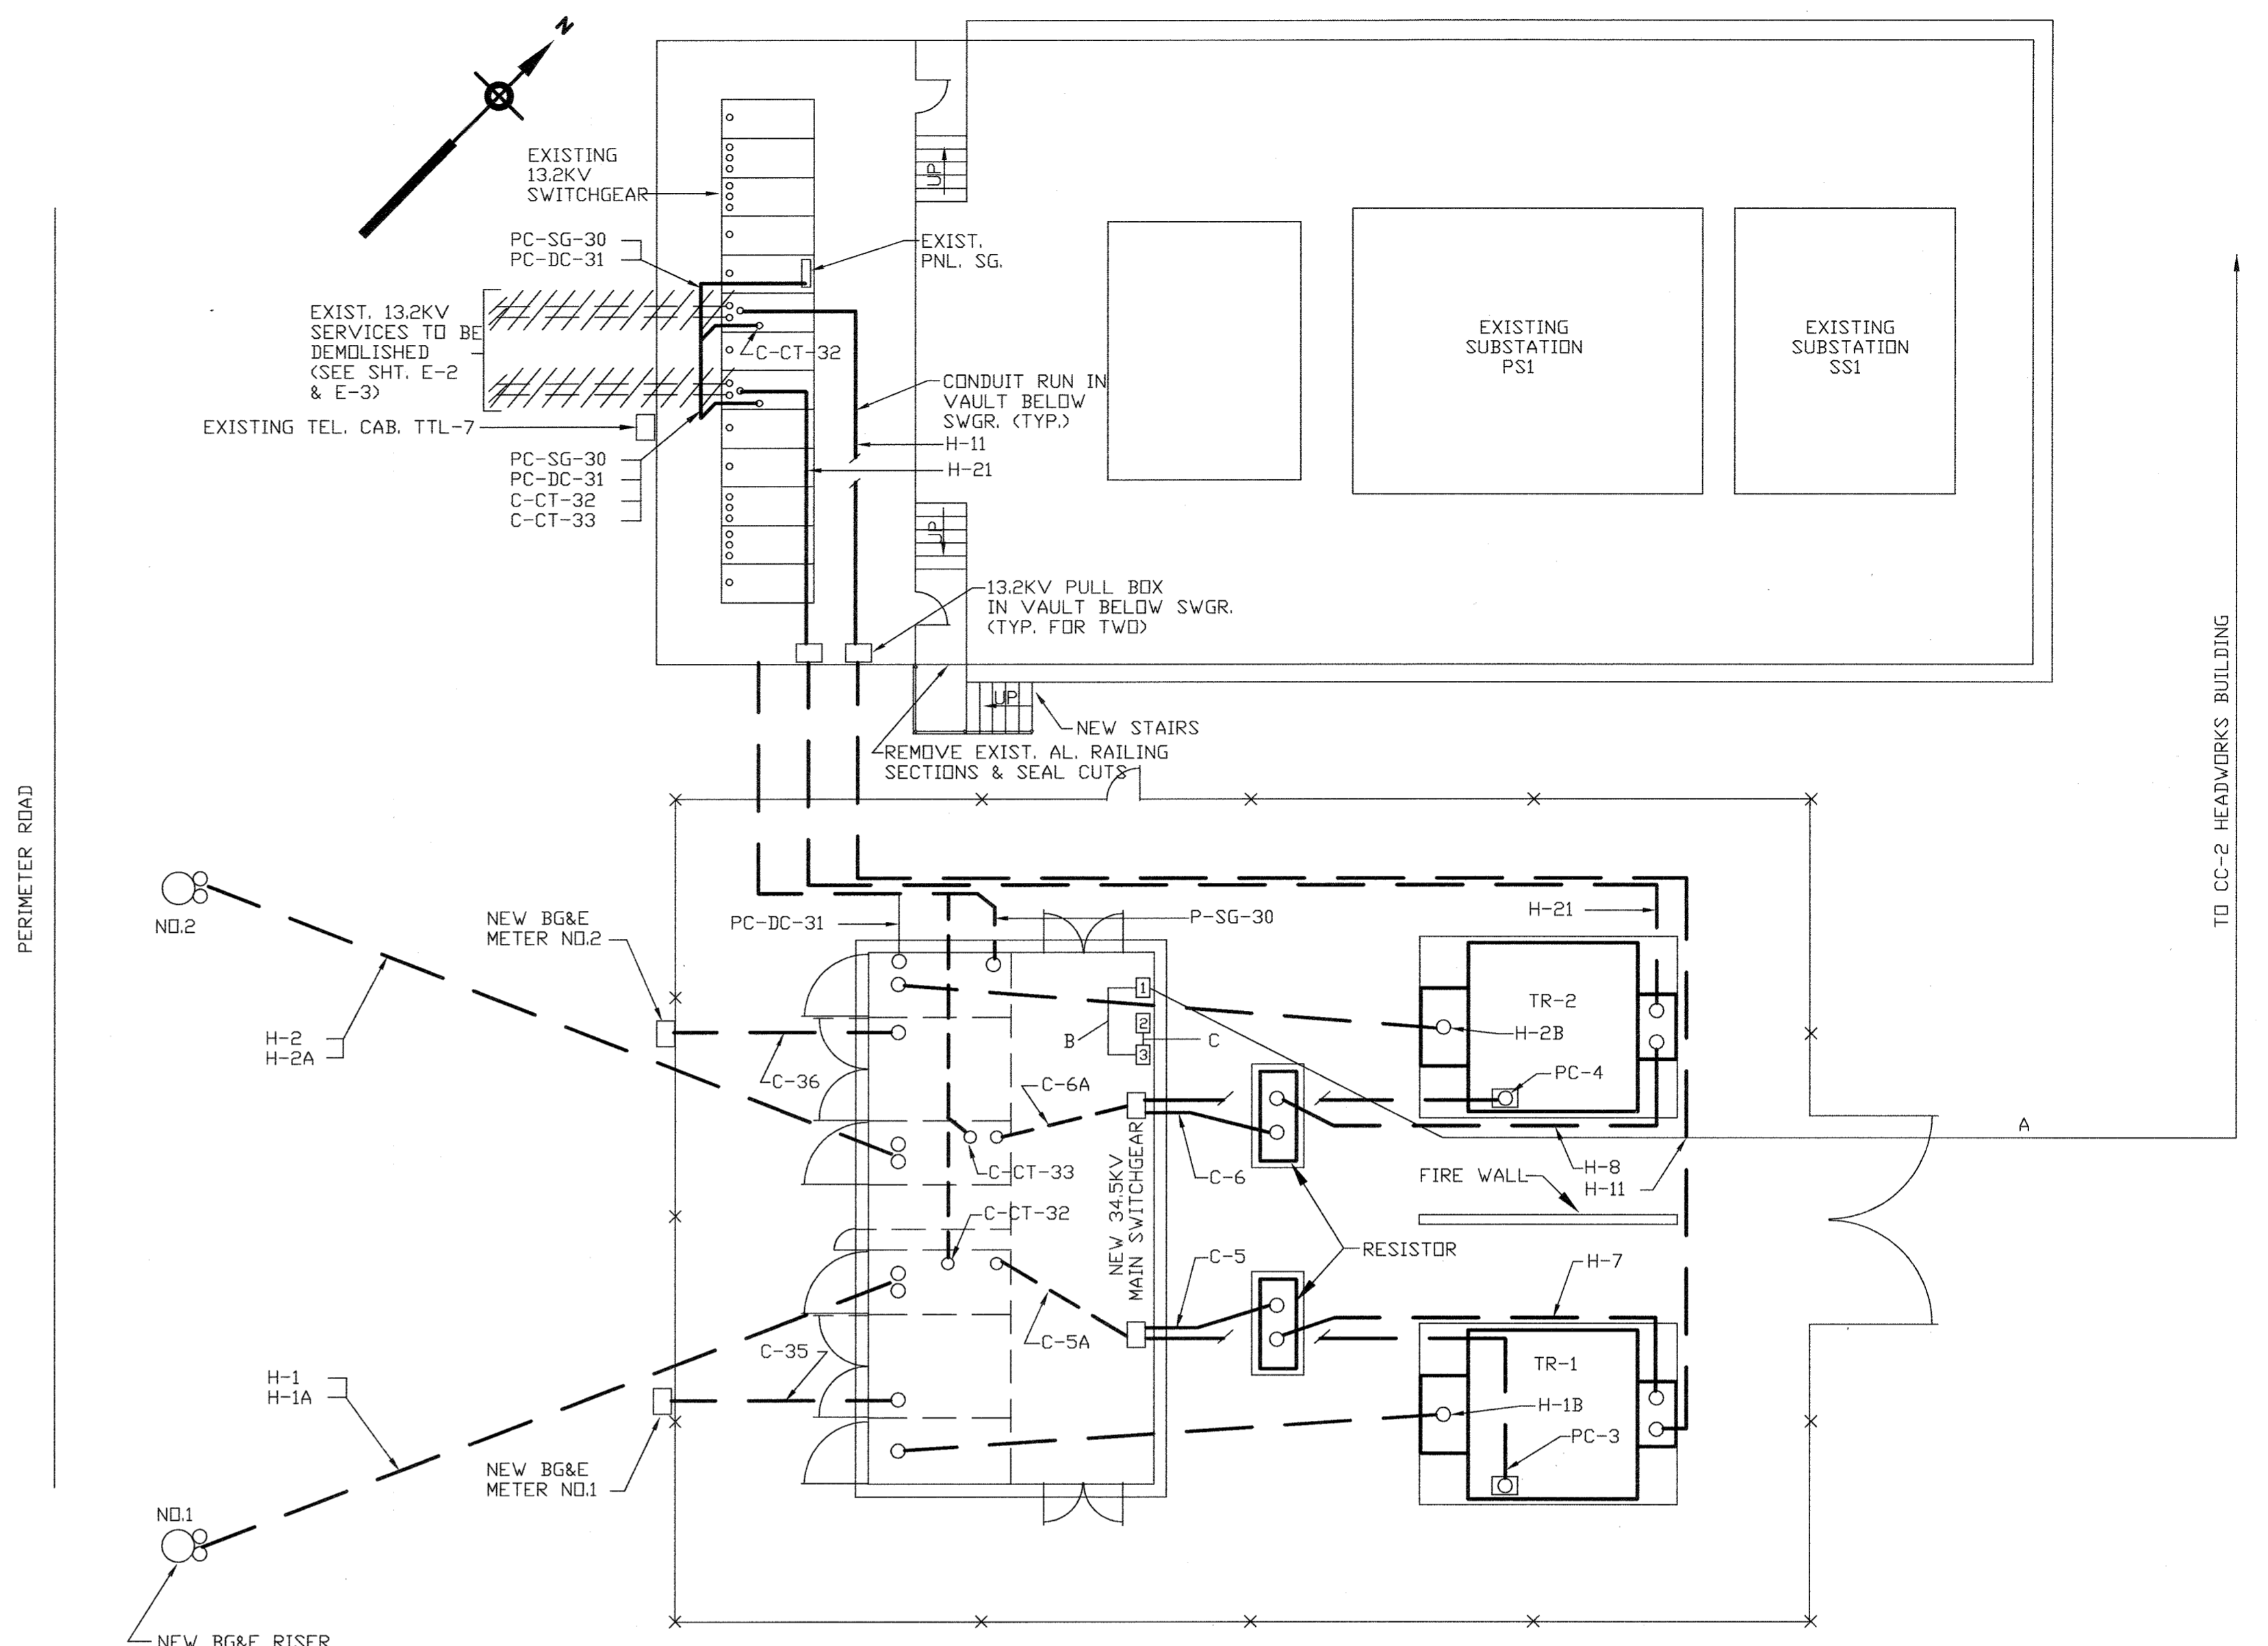 N
EXISTING
13.2KV
SWITCHGEAR
PC-SG-30
PC-DC-31
EXIST.
PNL. SG.
UP
EXIST. 13.2KV
SERVICES TO BE
DEMOLISHED
(SEE SHT. E-2
& E-3)
C-CT-32
EXISTING
SUBSTATION
PS1
EXISTING
SUBSTATION
SS1
CONDUIT RUN IN
VAULT BELOW
SWGR. (TYP.)
H-11
H-21
EXISTING TEL. CAB. TTL-7
PC-SG-30
PC-DC-31
C-CT-32
C-CT-33
UP
13.2KV PULL BOX
IN VAULT BELOW SWGR.
(TYP. FOR TWO)
UP
NEW STAIRS
REMOVE EXIST. AL. RAILING
SECTIONS & SEAL CUTS
TO CC-2 HEADWORKS BUILDING
PERIMETER ROAD
NO.2
NEW BG&E
METER NO.2
PC-DC-31
P-SG-30
H-21
H-2
H-2A
C-36
1
2
3
B
C
TR-2
H-2B
PC-4
C-6A
C-CT-33
C-6
NEW 34.5KV
MAIN SWITCHGEAR
H-8
H-11
A
FIRE WALL
C-CT-32
RESISTOR
C-5
H-7
C-5A
C-35
TR-1
H-1B
PC-3
H-1
H-1A
NEW BG&E
METER NO.1
NO.1
NEW BG&E RISER